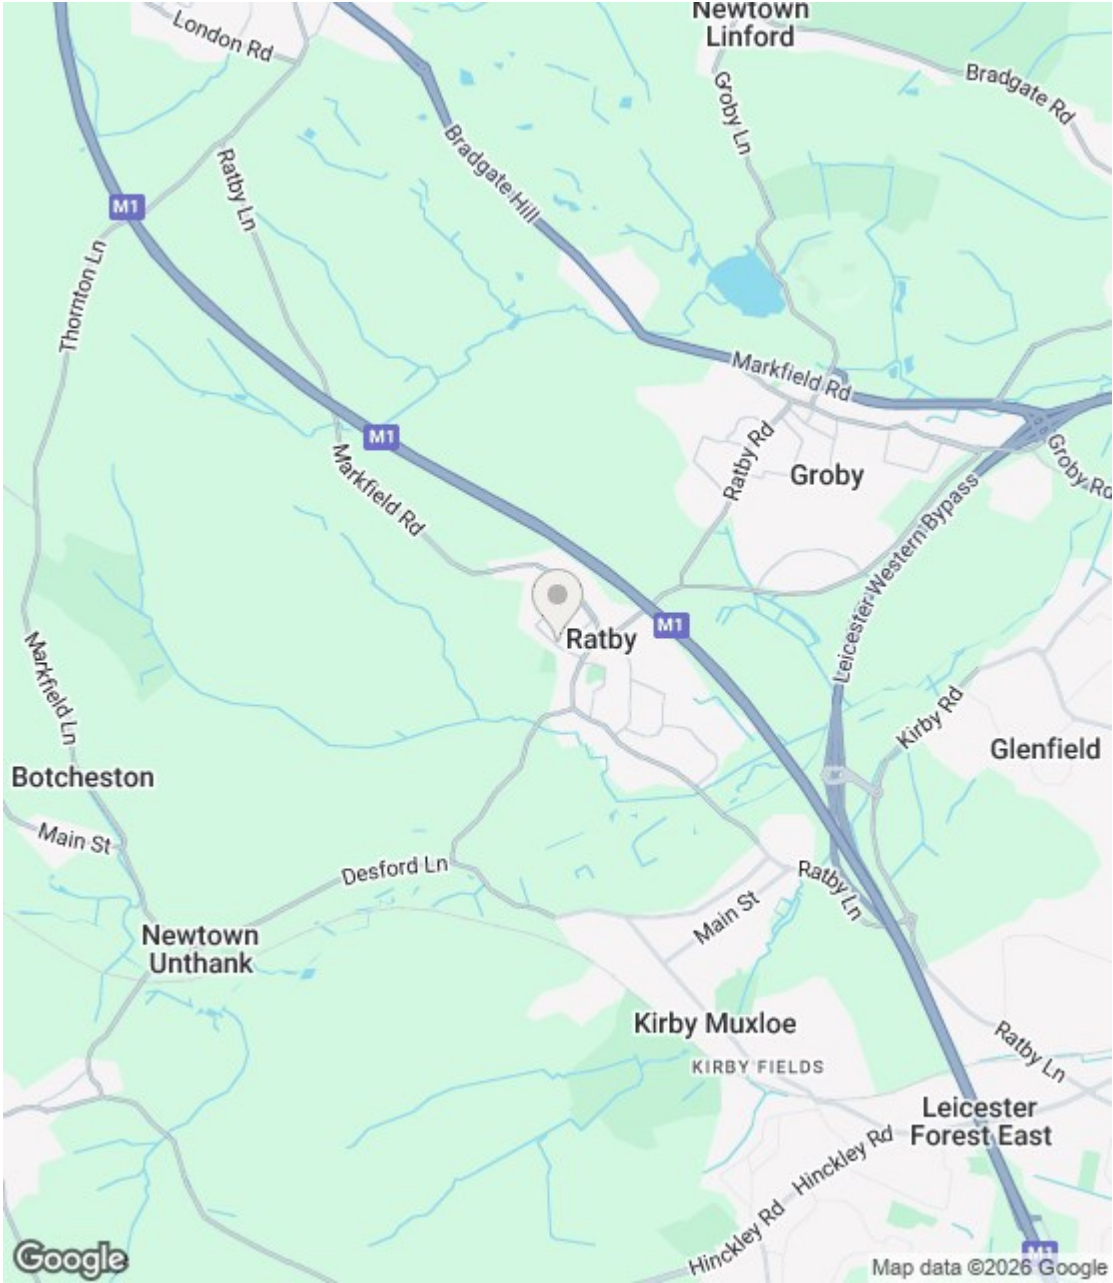 Newtown
Linford
London Rd
Bradgate Rd
Groby Ln
Bradgate Hill
Ratby Ln
M1
Thornton Ln
Markfield Rd
M1
Ratby Rd
Groby
Groby Rd
Markfield Rd
Leicester Western Bypass
M1
Ratby
Markfield Ln
Kirby Rd
Glenfield
Botcheston
Main St
Desford Ln
Ratby Ln
Main St
Newtown
Unthank
Kirby Muxloe
Ratby Ln
KIRBY FIELDS
Leicester
Forest East
Hinckley Rd
Hinckley Rd
M1
Google
Map data ©2026 Google